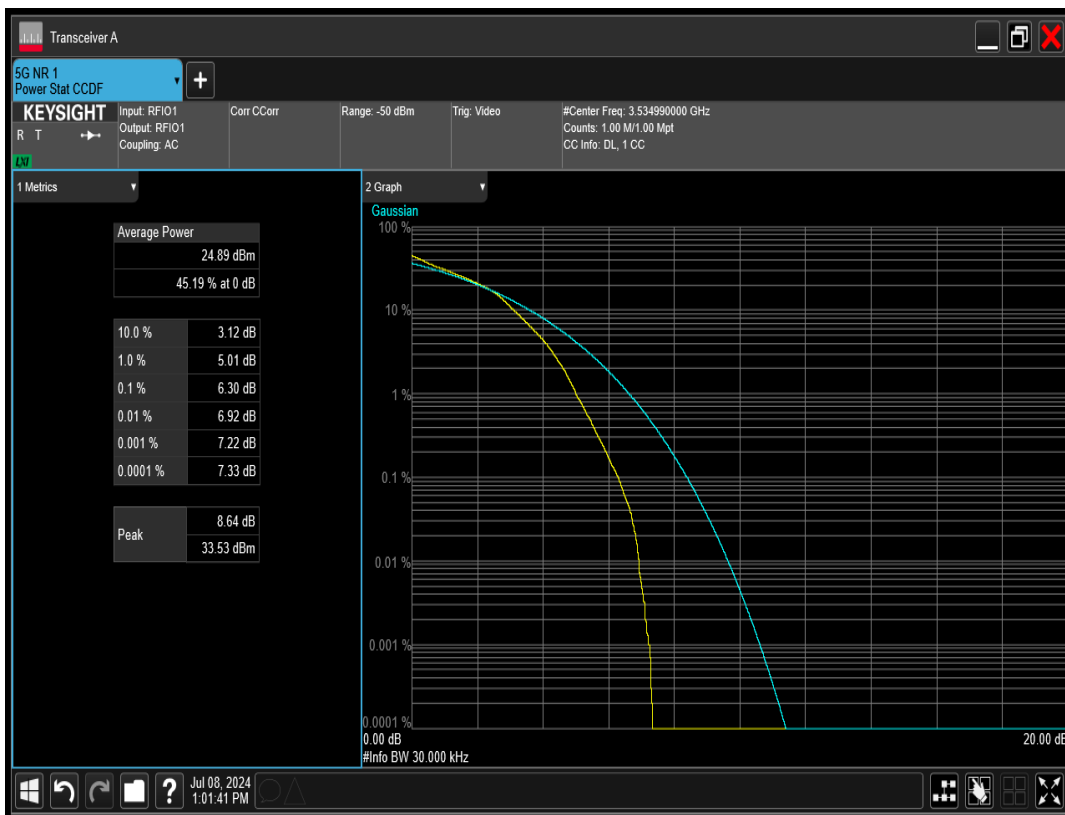 Transceiver A
5G NR 1
Power Stat CCDF
+
KEYSIGHT
R T
LXI
Input: RFIO1
Output: RFIO1
Coupling: AC
Corr CCorr
Range: -50 dBm
Trig: Video
#Center Freq: 3.534990000 GHz
Counts: 1.00 M/1.00 Mpt
CC Info: DL, 1 CC
1 Metrics
Average Power
24.89 dBm
45.19 % at 0 dB
10.0 % 3.12 dB
1.0 % 5.01 dB
0.1 % 6.30 dB
0.01 % 6.92 dB
0.001 % 7.22 dB
0.0001 % 7.33 dB
Peak 8.64 dB
33.53 dBm
2 Graph
Gaussian
100 %
10 %
1 %
0.1 %
0.01 %
0.001 %
0.0001 %
0.00 dB 20.00 dB
#Info BW 30.000 kHz
? Jul 08, 2024
1:01:41 PM